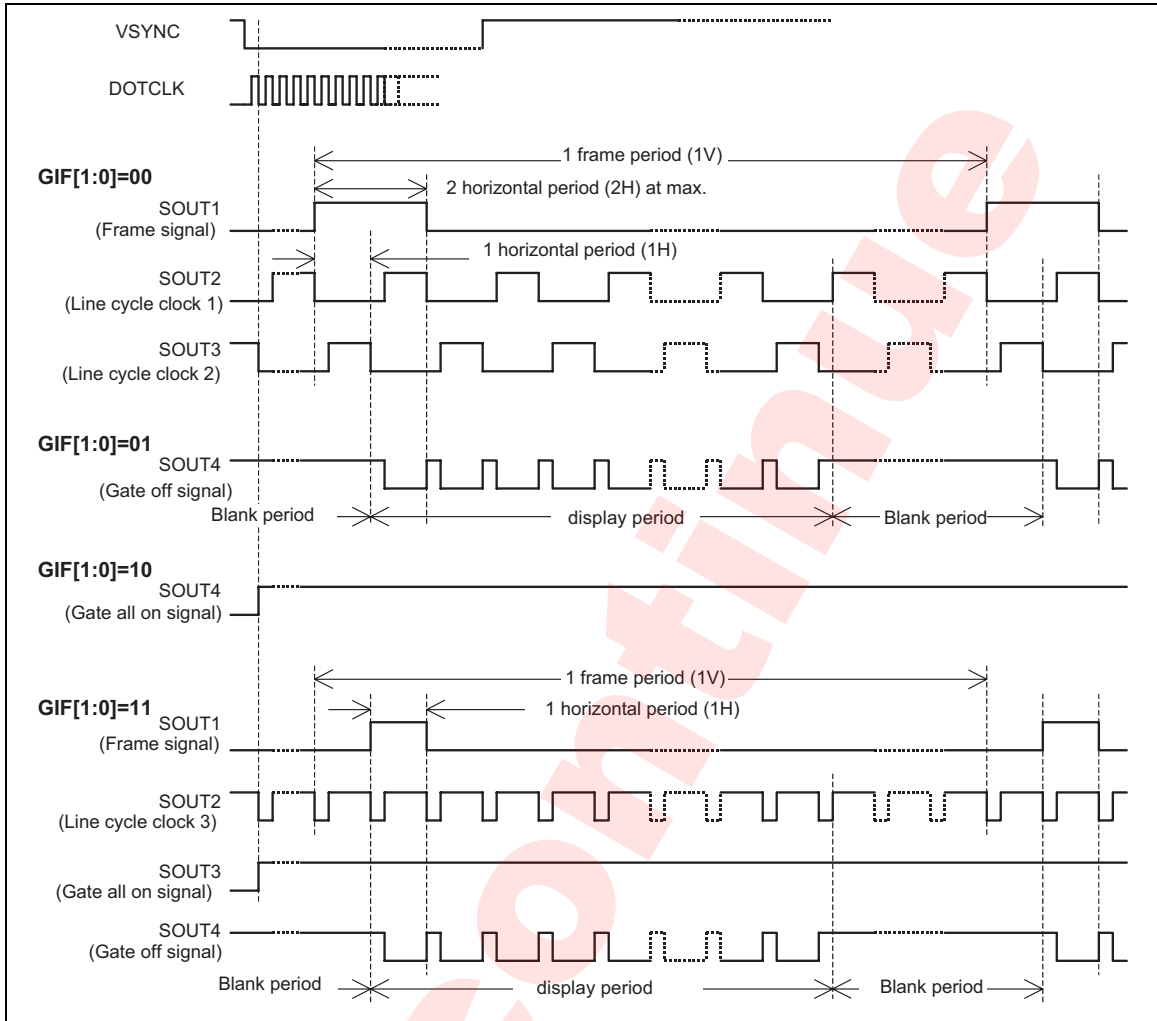 VSYNC
DOTCLK
1 frame period (1V)
GIF[1:0]=00
2 horizontal period (2H) at max.
SOUT1
(Frame signal)
1 horizontal period (1H)
SOUT2
(Line cycle clock 1)
SOUT3
(Line cycle clock 2)
GIF[1:0]=01
SOUT4
(Gate off signal)
Blank period
display period
Blank period
GIF[1:0]=10
SOUT4
(Gate all on signal)
1 frame period (1V)
GIF[1:0]=11
1 horizontal period (1H)
SOUT1
(Frame signal)
SOUT2
(Line cycle clock 3)
SOUT3
(Gate all on signal)
SOUT4
(Gate off signal)
Blank period
display period
Blank period
continue